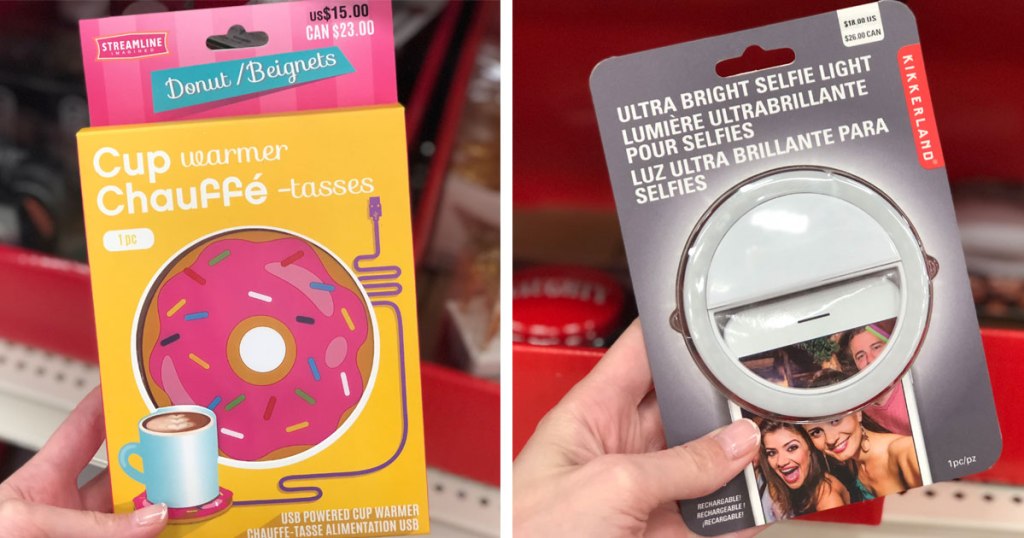 STREAMLINE
IMAGINED
US$15.00
CAN $23.00
Donut/Beignets
Cup warmer
Chauffé-tasses
1 pc
USB POWERED CUP WARMER
CHAUFFE-TASSE ALIMENTATION USB
$18.00 US
$26.00 CAN
KIKKERLAND®
ULTRA BRIGHT SELFIE LIGHT
LUMIÈRE ULTRABRILLANTE
POUR SELFIES
LUZ ULTRA BRILLANTE PARA
SELFIES
RECHARGEABLE!
RECHARGEABLE!
¡RECARGABLE!
1pc/pz